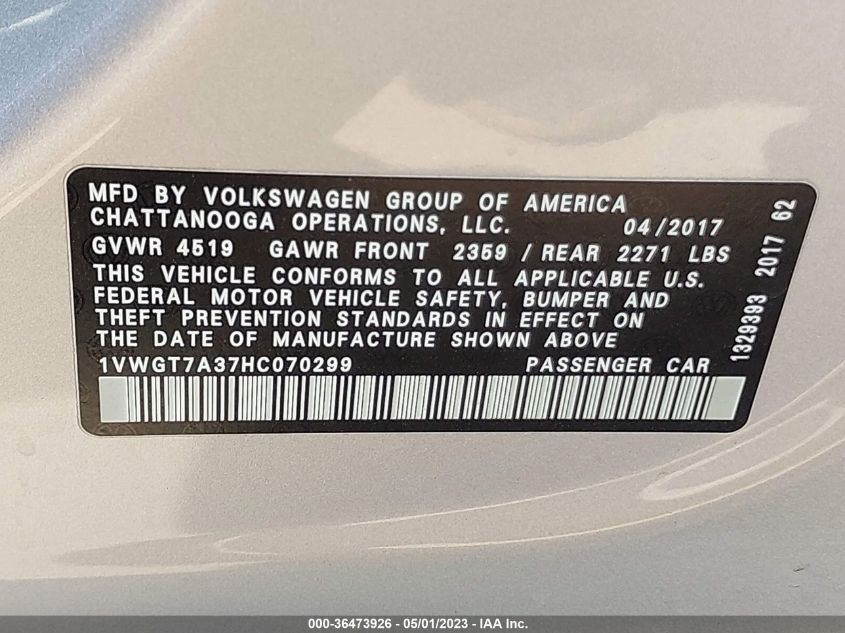 MFD BY VOLKSWAGEN GROUP OF AMERICA
CHATTANOOGA OPERATIONS, LLC. 04/2017
GVWR 4519 GAWR FRONT 2359 / REAR 2271 LBS
THIS VEHICLE CONFORMS TO ALL APPLICABLE U.S.
FEDERAL MOTOR VEHICLE SAFETY, BUMPER AND
THEFT PREVENTION STANDARDS IN EFFECT ON
THE DATE OF MANUFACTURE SHOWN ABOVE
1VWGT7A37HC070299 PASSENGER CAR
1329393 2017 62
000-36473926 - 05/01/2023 - IAA Inc.